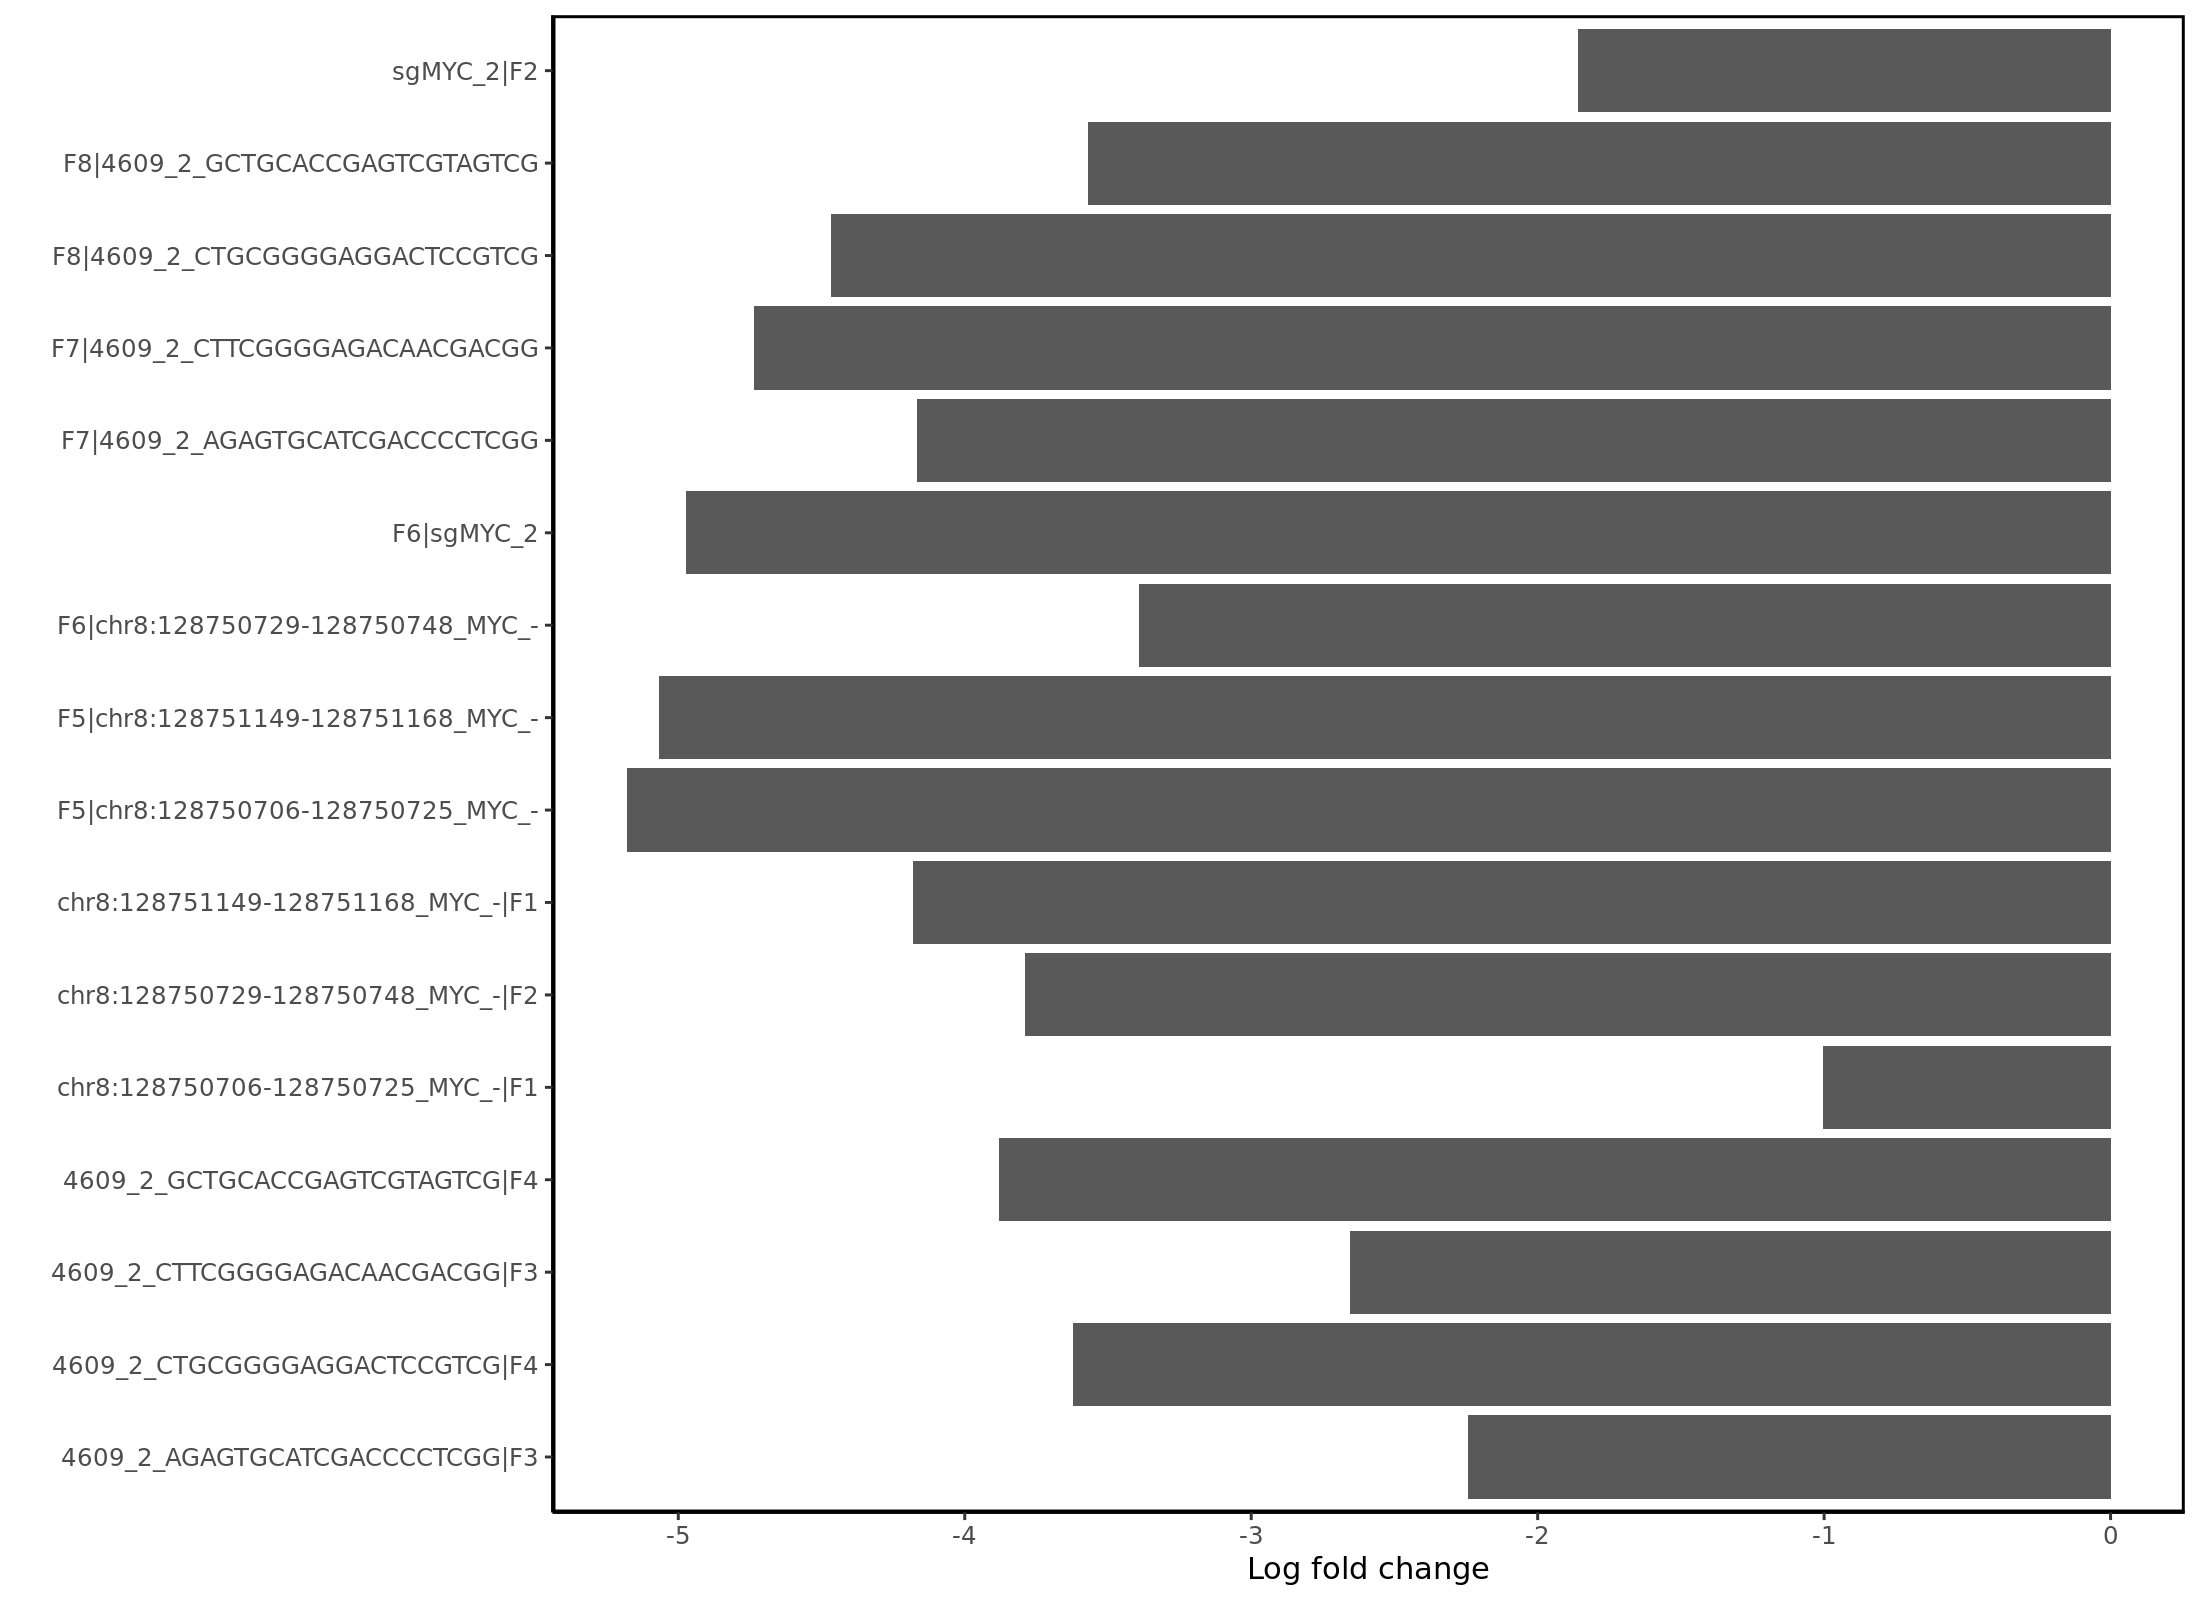 sgMYC_2|F2
F8|4609_2_GCTGCACCGAGTCGTAGTCG
F8|4609_2_CTGCGGGGAGGACTCCGTCG
F7|4609_2_CTTCGGGGAGACAACGACGG
F7|4609_2_AGAGTGCATCGACCCCTCGG
F6|sgMYC_2
F6|chr8:128750729-128750748_MYC_-
F5|chr8:128751149-128751168_MYC_-
F5|chr8:128750706-128750725_MYC_-
chr8:128751149-128751168_MYC_-|F1
chr8:128750729-128750748_MYC_-|F2
chr8:128750706-128750725_MYC_-|F1
4609_2_GCTGCACCGAGTCGTAGTCG|F4
4609_2_CTTCGGGGAGACAACGACGG|F3
4609_2_CTGCGGGGAGGACTCCGTCG|F4
4609_2_AGAGTGCATCGACCCCTCGG|F3
-5 -4 -3 -2 -1 0
Log fold change